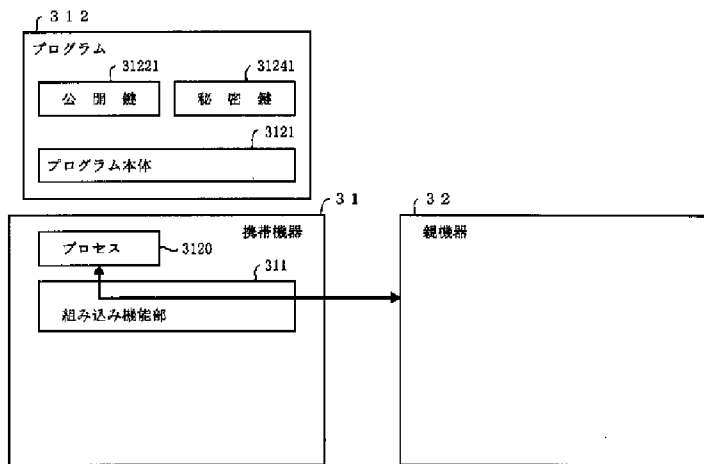 312
プログラム
31221
31241
公開鍵
秘密鍵
3121
プログラム本体
31
32
携帯機器
親機器
プロセス
3120
311
組み込み機能部